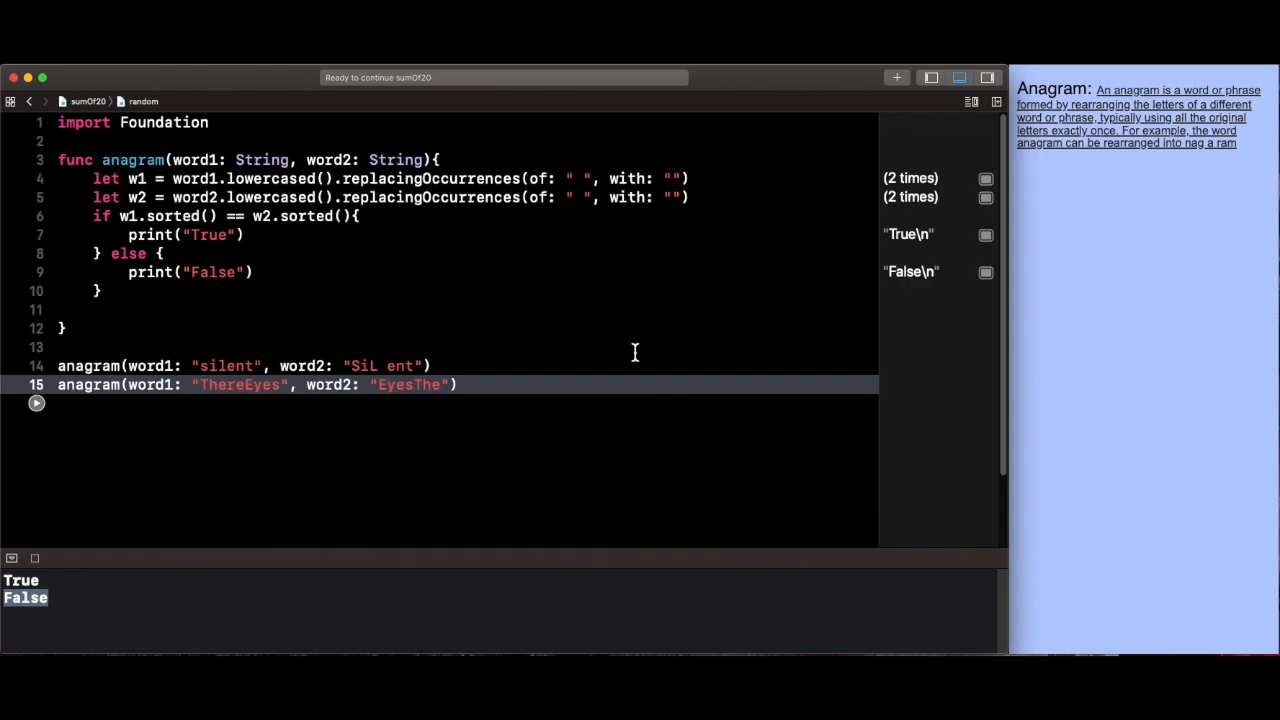 Ready to continue sumOf20
sumOf20 〉 random
1 import Foundation
2
3 func anagram(word1: String, word2: String){
4 let w1 = word1.lowercased().replacingOccurrences(of: " ", with: "")
(2 times)
5 let w2 = word2.lowercased().replacingOccurrences(of: " ", with: "")
(2 times)
6 if w1.sorted() == w2.sorted(){
7 print("True")
"True\n"
8 } else {
9 print("False")
"False\n"
10 }
11
12 }
13
14 anagram(word1: "silent", word2: "SiL ent")
15 anagram(word1: "ThereEyes", word2: "EyesThe")
True
False
Anagram: An anagram is a word or phrase
formed by rearranging the letters of a different
word or phrase, typically using all the original
letters exactly once. For example, the word
anagram can be rearranged into nag a ram